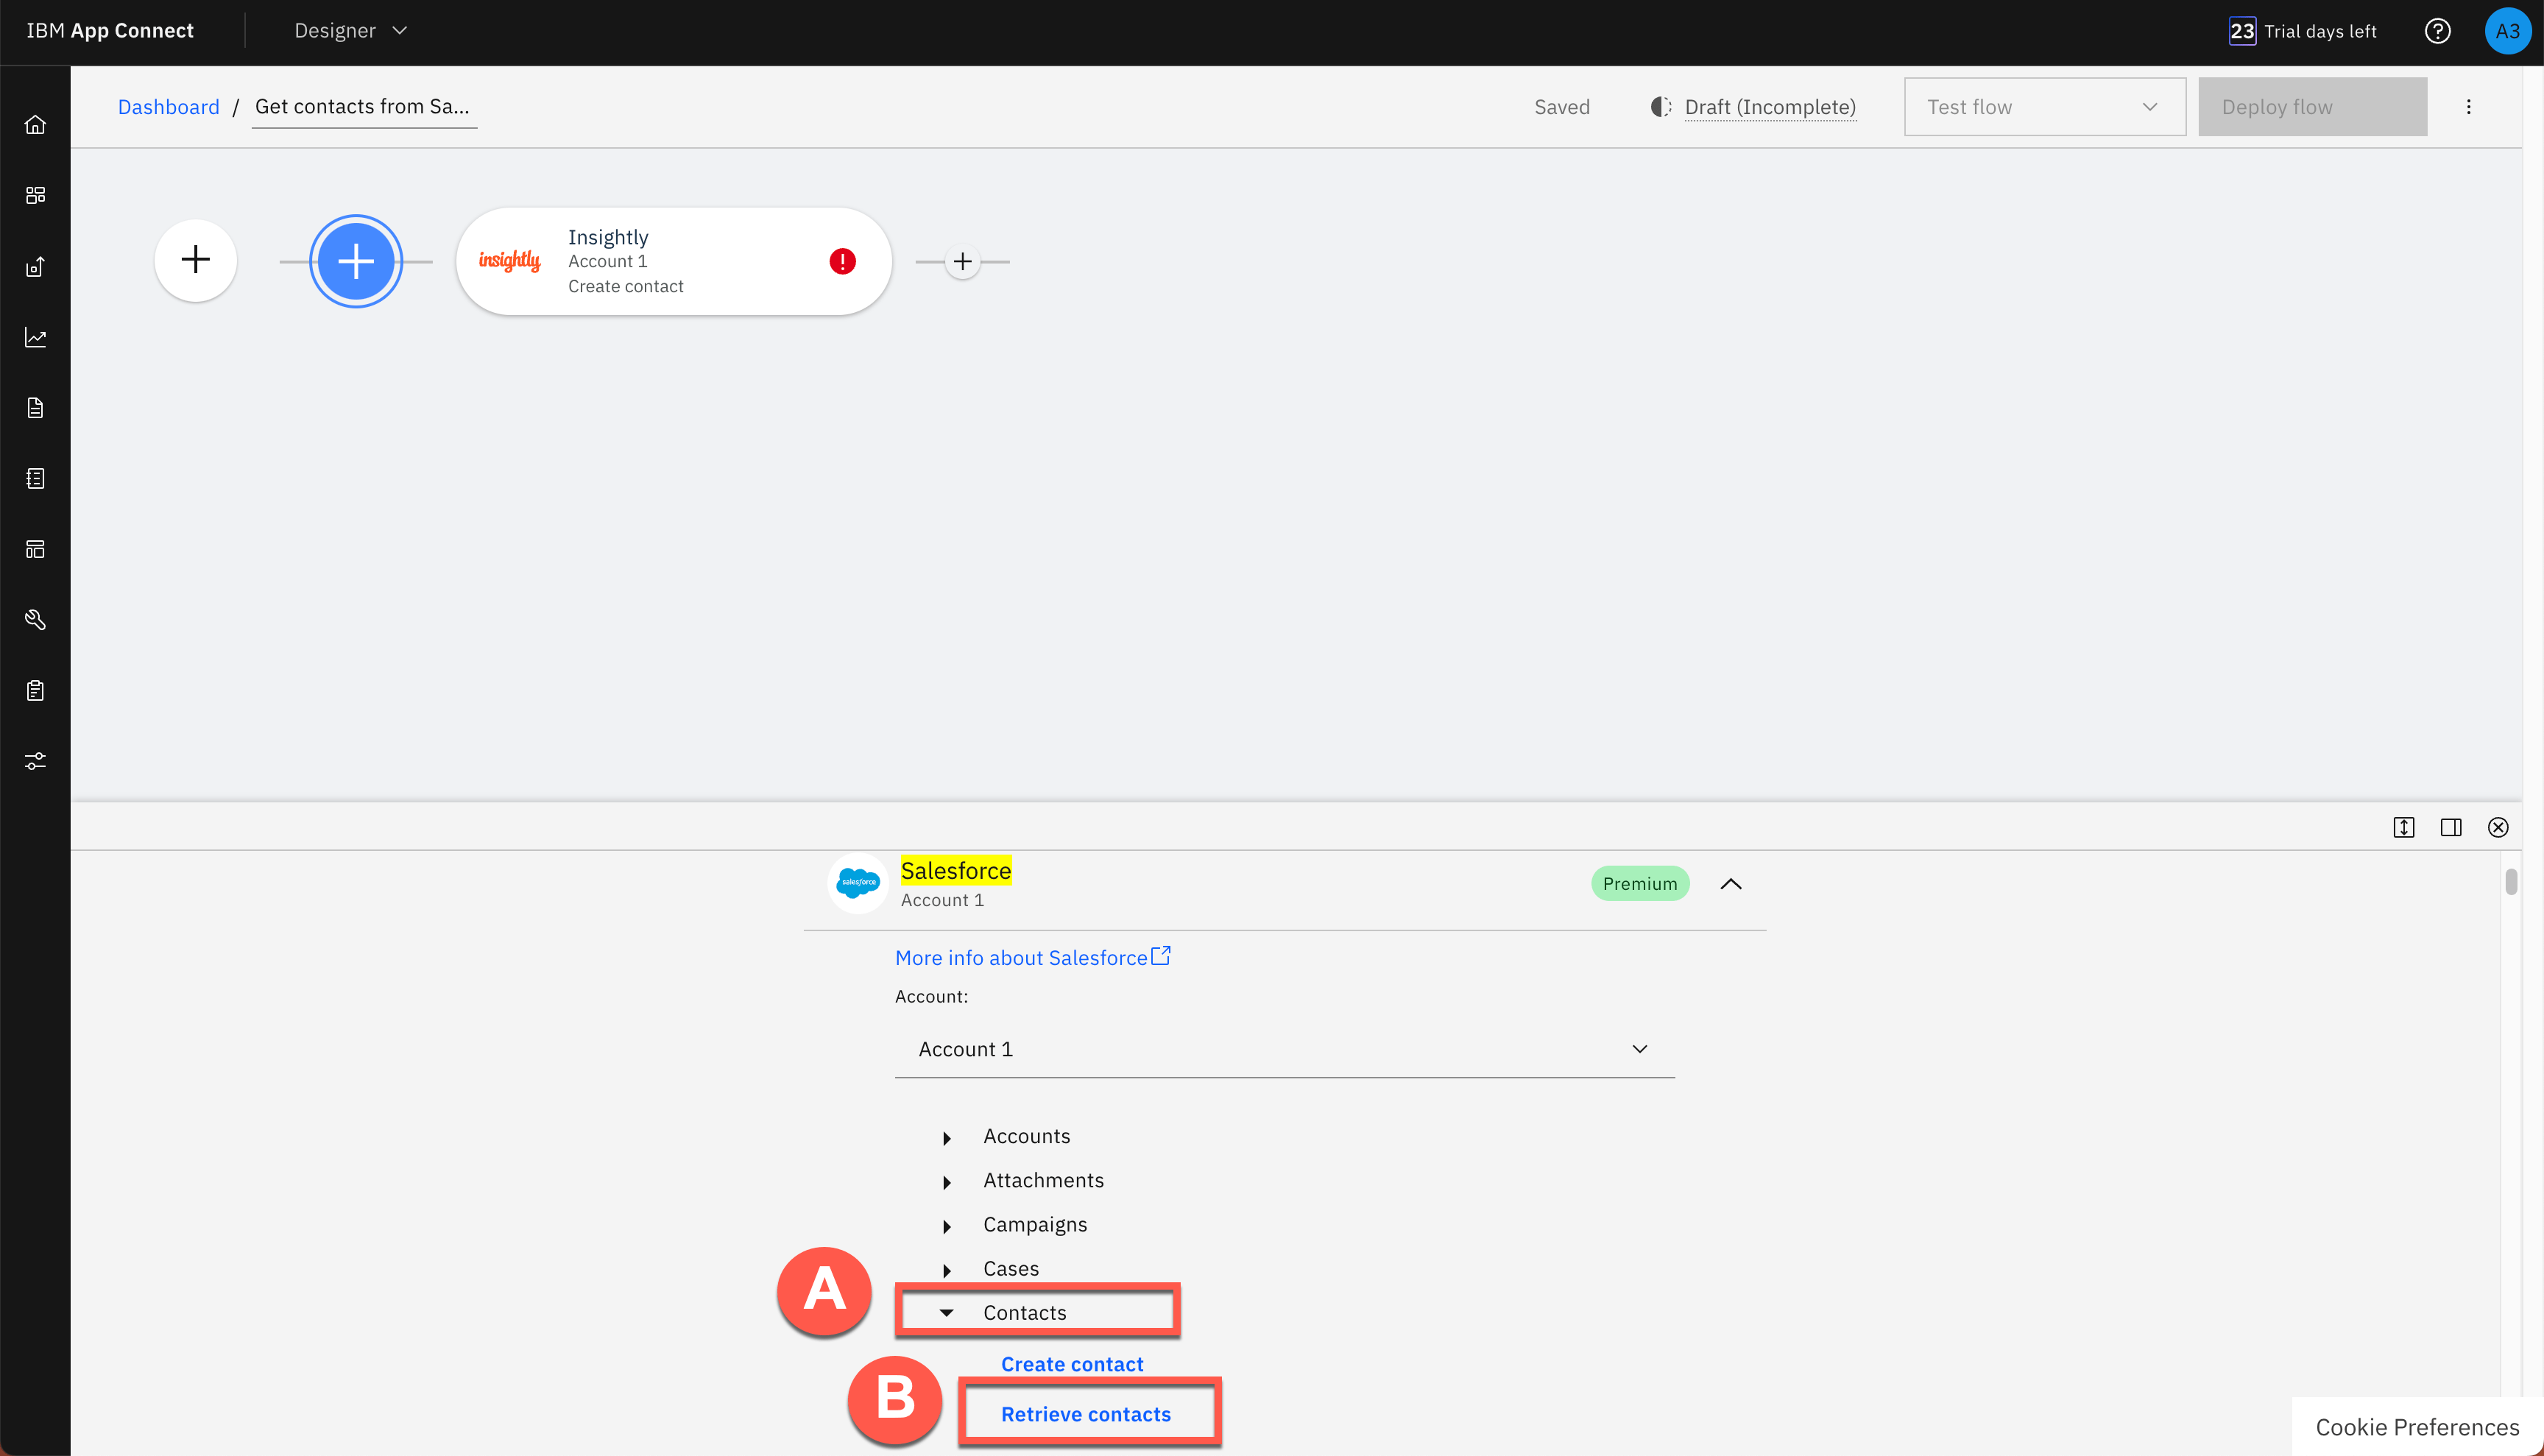 IBM App Connect
Designer
23 Trial days left
A3
Dashboard / Get contacts from Sa...
Saved
Draft (Incomplete)
Test flow
Deploy flow
insightly
Insightly
Account 1
Create contact
salesforce
Salesforce
Account 1
Premium
More info about Salesforce
Account:
Account 1
Accounts
Attachments
Campaigns
Cases
A
Contacts
Create contact
B
Retrieve contacts
Cookie Preferences